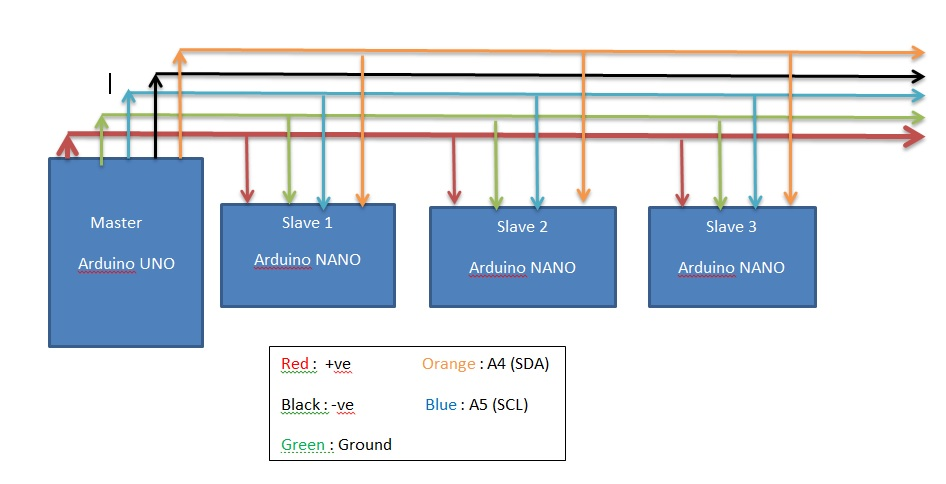 Master
Arduino UNO
Slave 1
Arduino NANO
Slave 2
Arduino NANO
Slave 3
Arduino NANO
Red : +ve
Orange : A4 (SDA)
Black : -ve
Blue : A5 (SCL)
Green : Ground